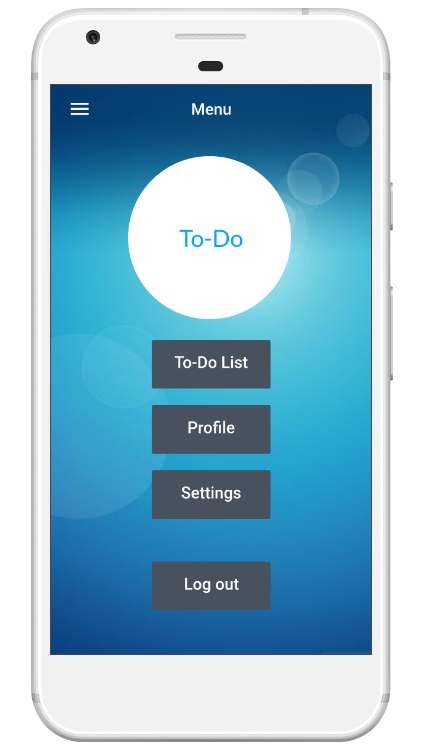 Menu
To-Do
To-Do List
Profile
Settings
Log out